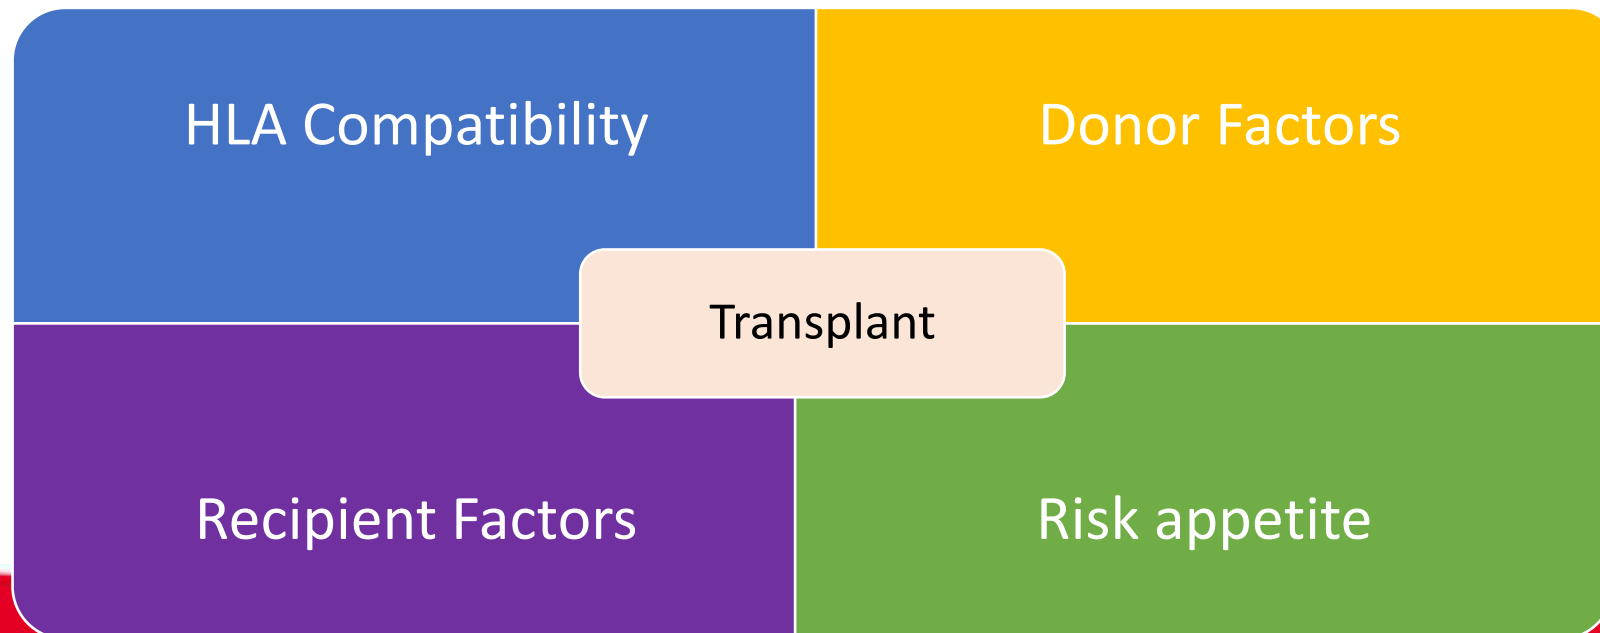 HLA Compatibility
Donor Factors
Transplant
Recipient Factors
Risk appetite